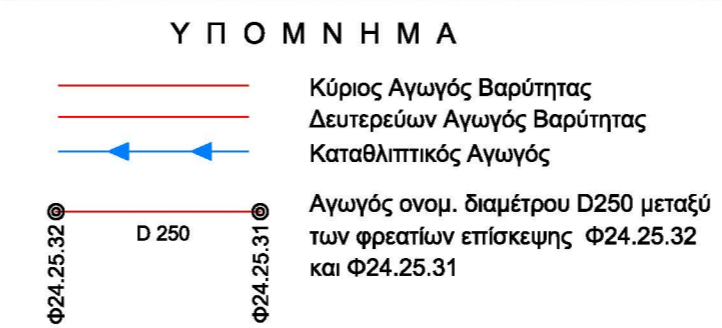 Υ Π Ο Μ Ν Η Μ Α
Κύριος Αγωγός Βαρύτητας
Δευτερεύων Αγωγός Βαρύτητας
Καταθλιπτικός Αγωγός
Φ24.25.32
D 250
Φ24.25.31
Αγωγός ονομ. διαμέτρου D250 μεταξύ
των φρεατίων επίσκεψης Φ24.25.32
και Φ24.25.31